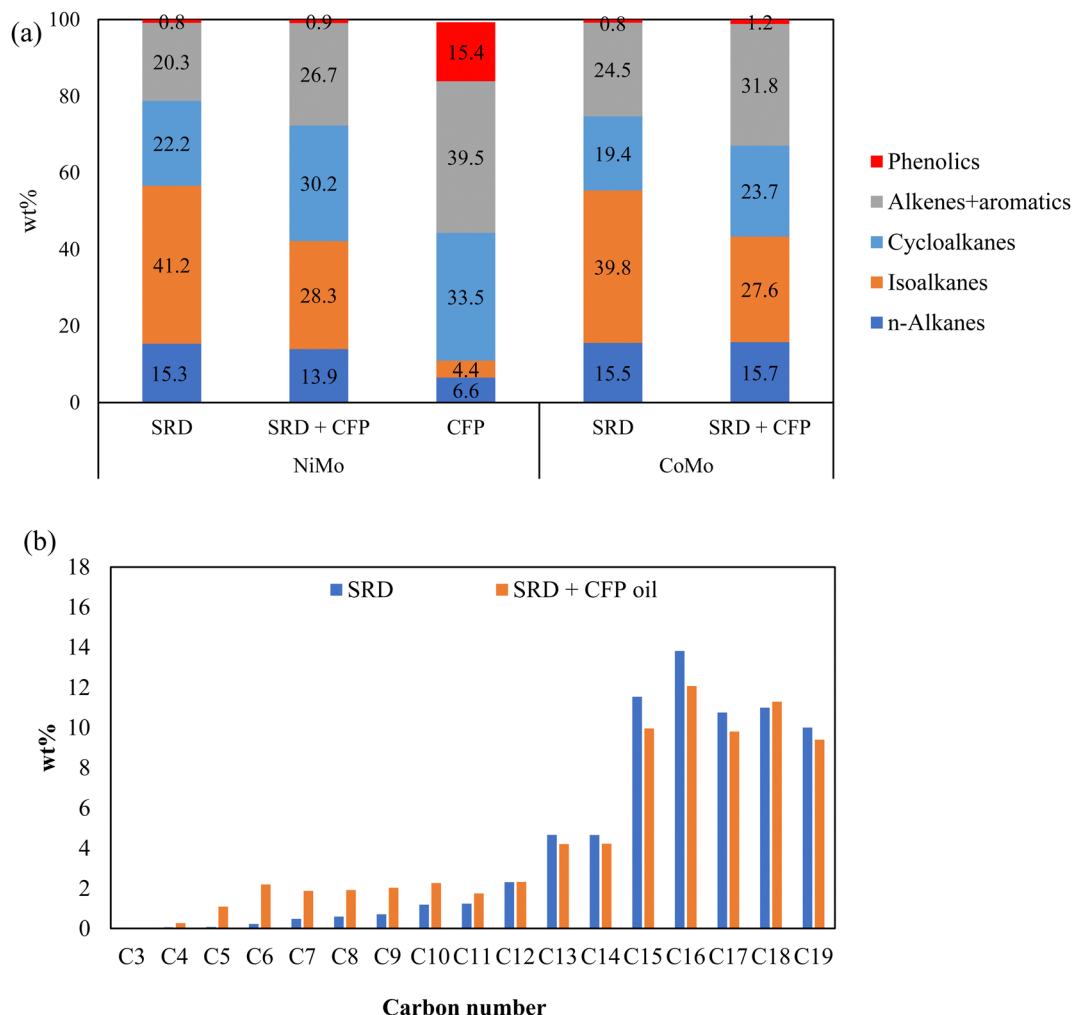 (a)
100
80
60
40
20
0
wt%
0.8 0.9 15.4 0.8 1.2
20.3 26.7 39.5 24.5 31.8
22.2 30.2 33.5 19.4 23.7
41.2 28.3 4.4 39.8 27.6
15.3 13.9 6.6 15.5 15.7
SRD SRD + CFP CFP SRD SRD + CFP
NiMo CoMo
Phenolics
Alkenes+aromatics
Cycloalkanes
Isoalkanes
n-Alkanes
(b)
SRD SRD + CFP oil
18
16
14
12
10
8
6
4
2
0
wt%
C3 C4 C5 C6 C7 C8 C9 C10 C11 C12 C13 C14 C15 C16 C17 C18 C19
Carbon number